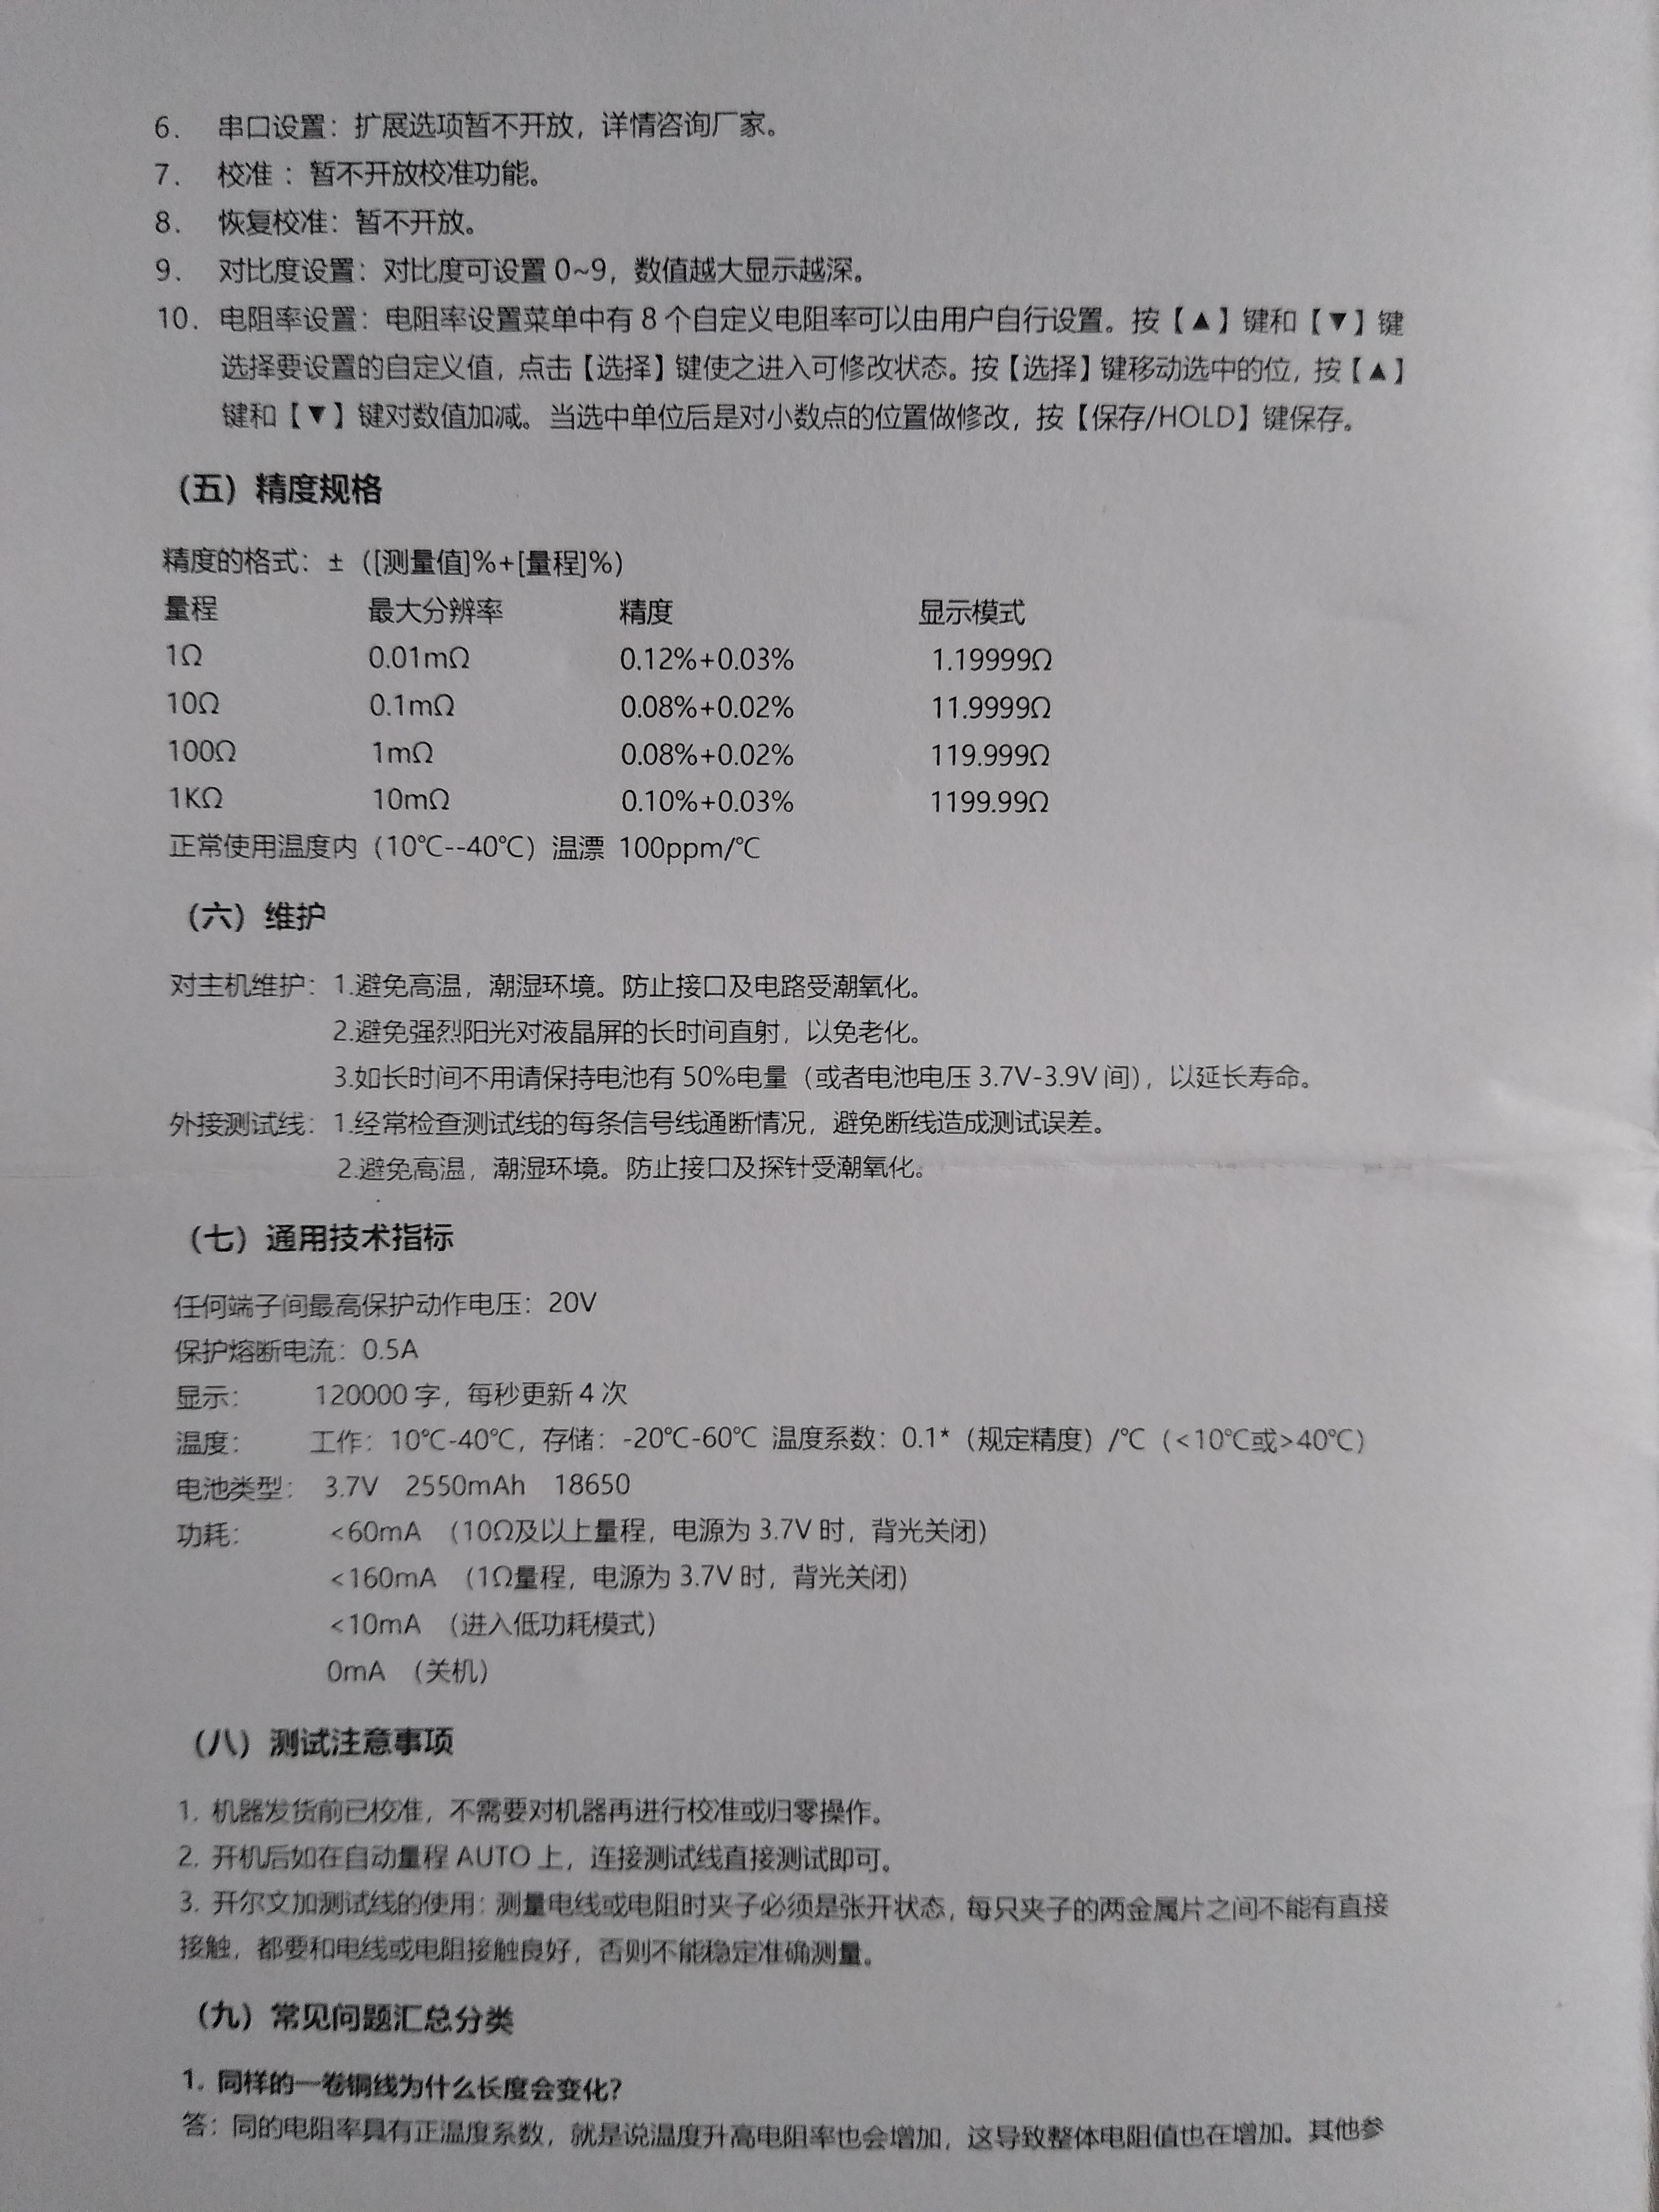 6. 串口设置：扩展选项暂不开放，详情咨询厂家。
7. 校准 ：暂不开放校准功能。
8. 恢复校准：暂不开放。
9. 对比度设置：对比度可设置 0~9，数值越大显示越深。
10. 电阻率设置：电阻率设置菜单中有 8 个自定义电阻率可以由用户自行设置。按【▲】键和【▼】键
选择要设置的自定义值，点击【选择】键使之进入可修改状态。按【选择】键移动选中的位，按【▲】
键和【▼】键对数值加减。当选中单位后是对小数点的位置做修改，按【保存/HOLD】键保存。
（五）精度规格
精度的格式：±（[测量值]%+[量程]%）
量程 最大分辨率 精度 显示模式
1Ω 0.01mΩ 0.12%+0.03% 1.19999Ω
10Ω 0.1mΩ 0.08%+0.02% 11.9999Ω
100Ω 1mΩ 0.08%+0.02% 119.999Ω
1KΩ 10mΩ 0.10%+0.03% 1199.99Ω
正常使用温度内（10℃--40℃）温漂 100ppm/℃
（六）维护
对主机维护：1.避免高温，潮湿环境。防止接口及电路受潮氧化。
2.避免强烈阳光对液晶屏的长时间直射，以免老化。
3.如长时间不用请保持电池有 50%电量（或者电池电压 3.7V-3.9V 间），以延长寿命。
外接测试线：1.经常检查测试线的每条信号线通断情况，避免断线造成测试误差。
2.避免高温，潮湿环境。防止接口及探针受潮氧化。
（七）通用技术指标
任何端子间最高保护动作电压：20V
保护熔断电流：0.5A
显示： 120000 字，每秒更新 4 次
温度： 工作：10℃-40℃，存储：-20℃-60℃ 温度系数：0.1*（规定精度）/℃（<10℃或>40℃）
电池类型： 3.7V 2550mAh 18650
功耗： <60mA （10Ω及以上量程，电源为 3.7V 时，背光关闭）
<160mA （1Ω量程，电源为 3.7V 时，背光关闭）
<10mA （进入低功耗模式）
0mA （关机）
（八）测试注意事项
1. 机器发货前已校准，不需要对机器再进行校准或归零操作。
2. 开机后如在自动量程 AUTO 上，连接测试线直接测试即可。
3. 开尔文加测试线的使用：测量电线或电阻时夹子必须是张开状态，每只夹子的两金属片之间不能有直接
接触，都要和电线或电阻接触良好，否则不能稳定准确测量。
（九）常见问题汇总分类
1. 同样的一卷铜线为什么长度会变化？
答：同的电阻率具有正温度系数，就是说温度升高电阻率也会增加，这导致整体电阻值也在增加。其他参